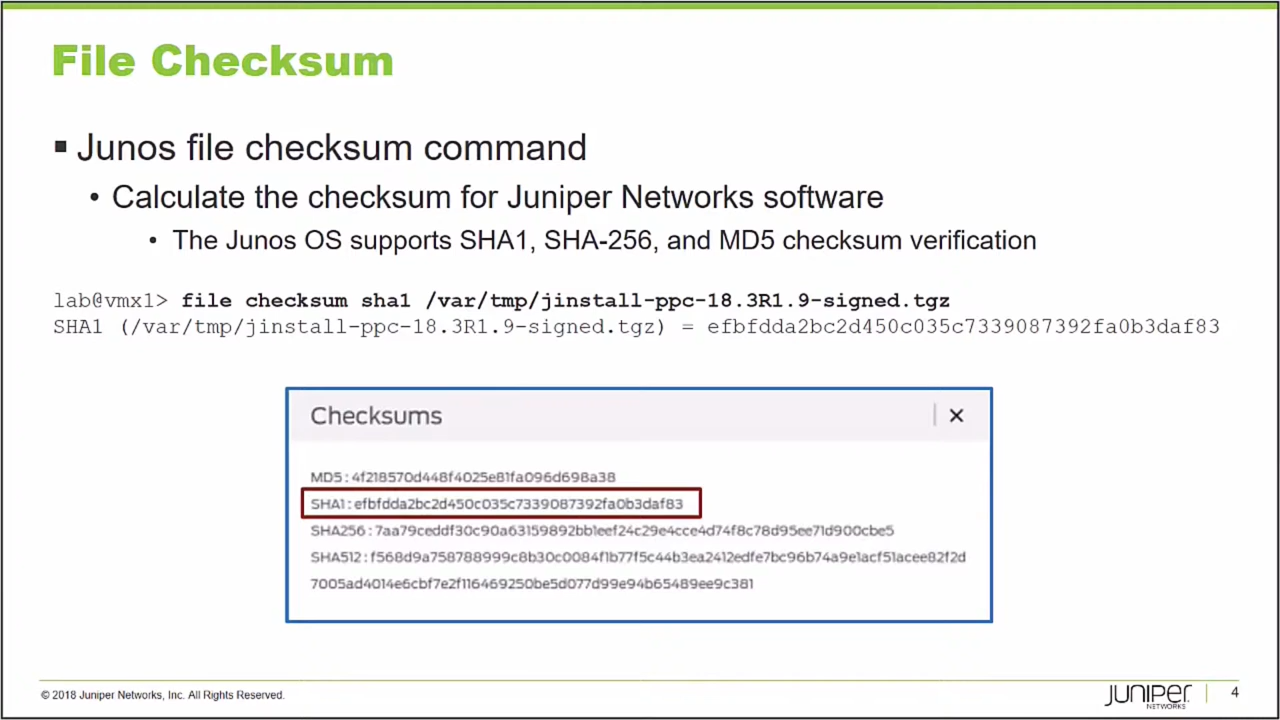 File Checksum
▪ Junos file checksum command
• Calculate the checksum for Juniper Networks software
• The Junos OS supports SHA1, SHA-256, and MD5 checksum verification
lab@vmx1> file checksum sha1 /var/tmp/jinstall-ppc-18.3R1.9-signed.tgz
SHA1 (/var/tmp/jinstall-ppc-18.3R1.9-signed.tgz) = efbfdda2bc2d450c035c7339087392fa0b3daf83
Checksums ✕
MD5 : 4f218570d448f4025e81fa096d698a38
SHA1 : efbfdda2bc2d450c035c7339087392fa0b3daf83
SHA256 : 7aa79ceddf30c90a63159892bb1eef24c29e4cce4d74f8c78d95ee71d900cbe5
SHA512 : f568d9a758788999c8b30c0084f1b77f5c44b3ea2412edfe7bc96b74a9e1acf51acee82f2d
7005ad4014e6cbf7e2f116469250be5d077d99e94b65489ee9c381
© 2018 Juniper Networks, Inc. All Rights Reserved.
JUNIPER
NETWORKS
4